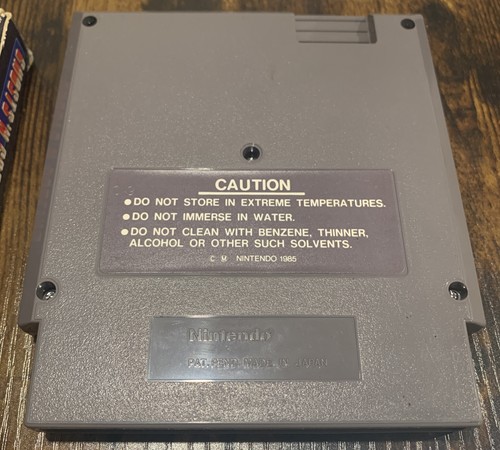 CAUTION
●DO NOT STORE IN EXTREME TEMPERATURES.
●DO NOT IMMERSE IN WATER.
●DO NOT CLEAN WITH BENZENE, THINNER,
ALCOHOL OR OTHER SUCH SOLVENTS.
C M NINTENDO 1985
Nintendo
PAT. PEND. MADE IN JAPAN